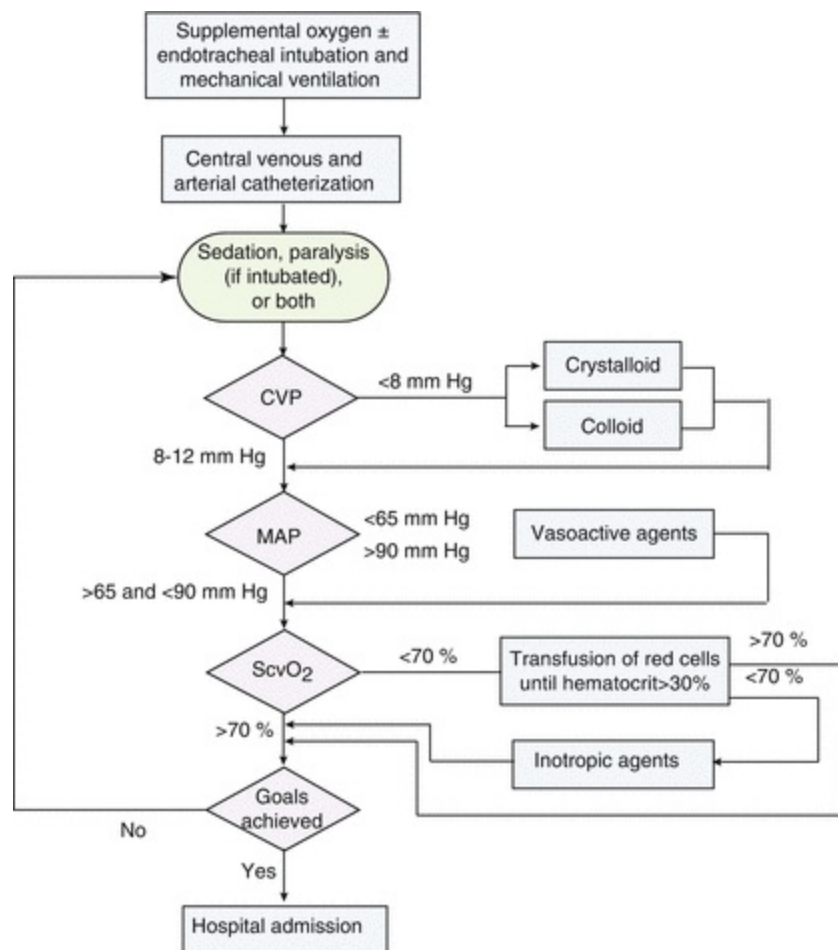 Supplemental oxygen ±
endotracheal intubation and
mechanical ventilation
Central venous and
arterial catheterization
Sedation, paralysis
(if intubated),
or both
CVP
<8 mm Hg
Crystalloid
Colloid
8-12 mm Hg
MAP
<65 mm Hg
>90 mm Hg
Vasoactive agents
>65 and <90 mm Hg
ScvO2
<70 %
Transfusion of red cells
until hematocrit>30%
>70 %
<70 %
>70 %
Inotropic agents
Goals
achieved
No
Yes
Hospital admission